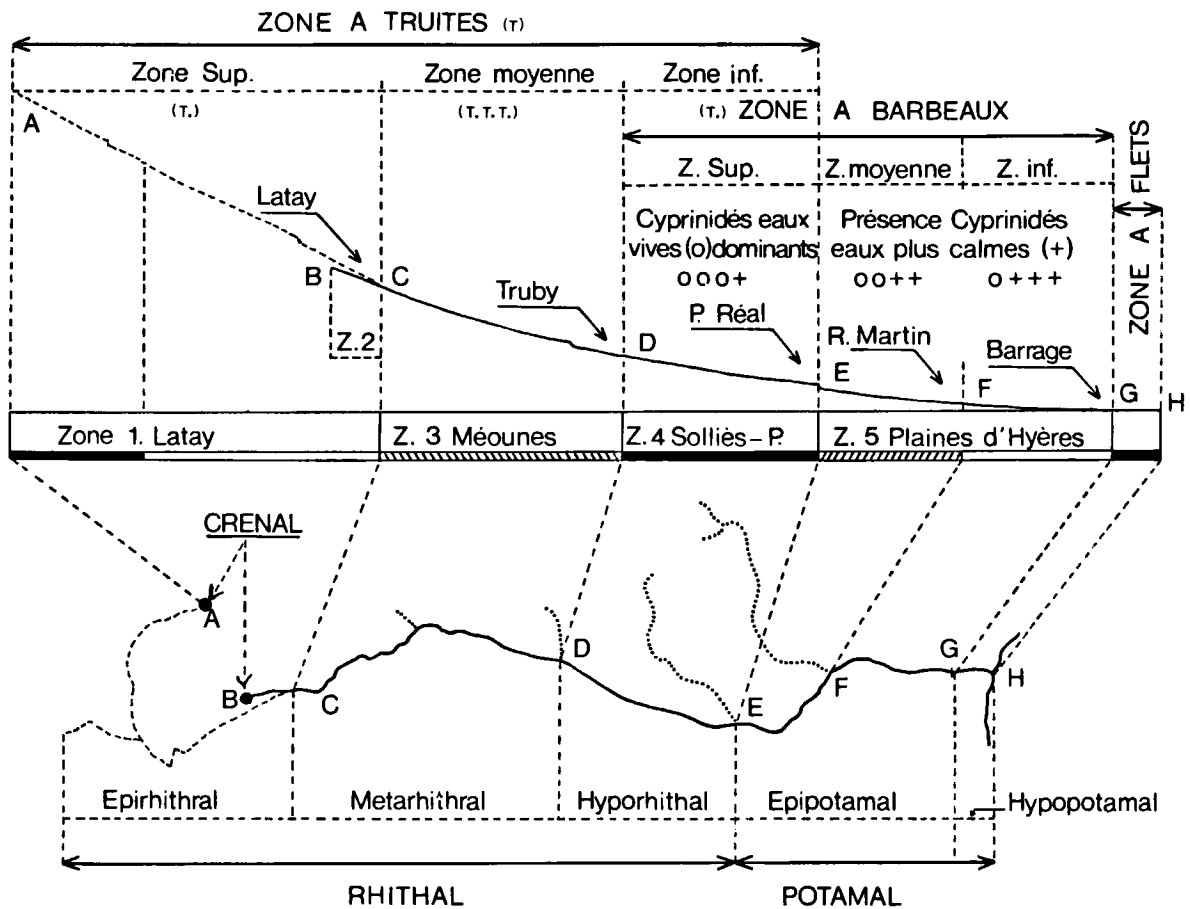 ZONE A TRUITES (T)
Zone Sup.
Zone moyenne
Zone inf.
(T.)
(T.T.T.)
(T.)
ZONE A BARBEAUX
ZONE A FLETS
Z. Sup.
Z. moyenne
Z. inf.
Cyprinidés eaux
vives (o) dominants
ooo+
Présence Cyprinidés
eaux plus calmes (+)
oo++
o+++
A
Latay
B
C
Z.2
Truby
D
P. Réal
E
R. Martin
F
Barrage
G
H
Zone 1. Latay
Z. 3 Méounes
Z. 4 Solliès-P.
Z. 5 Plaines d'Hyères
CRENAL
A
B
C
D
E
F
G
H
Epirhithral
Metarhithral
Hyporhithal
Epipotamal
Hypopotamal
RHITHAL
POTAMAL